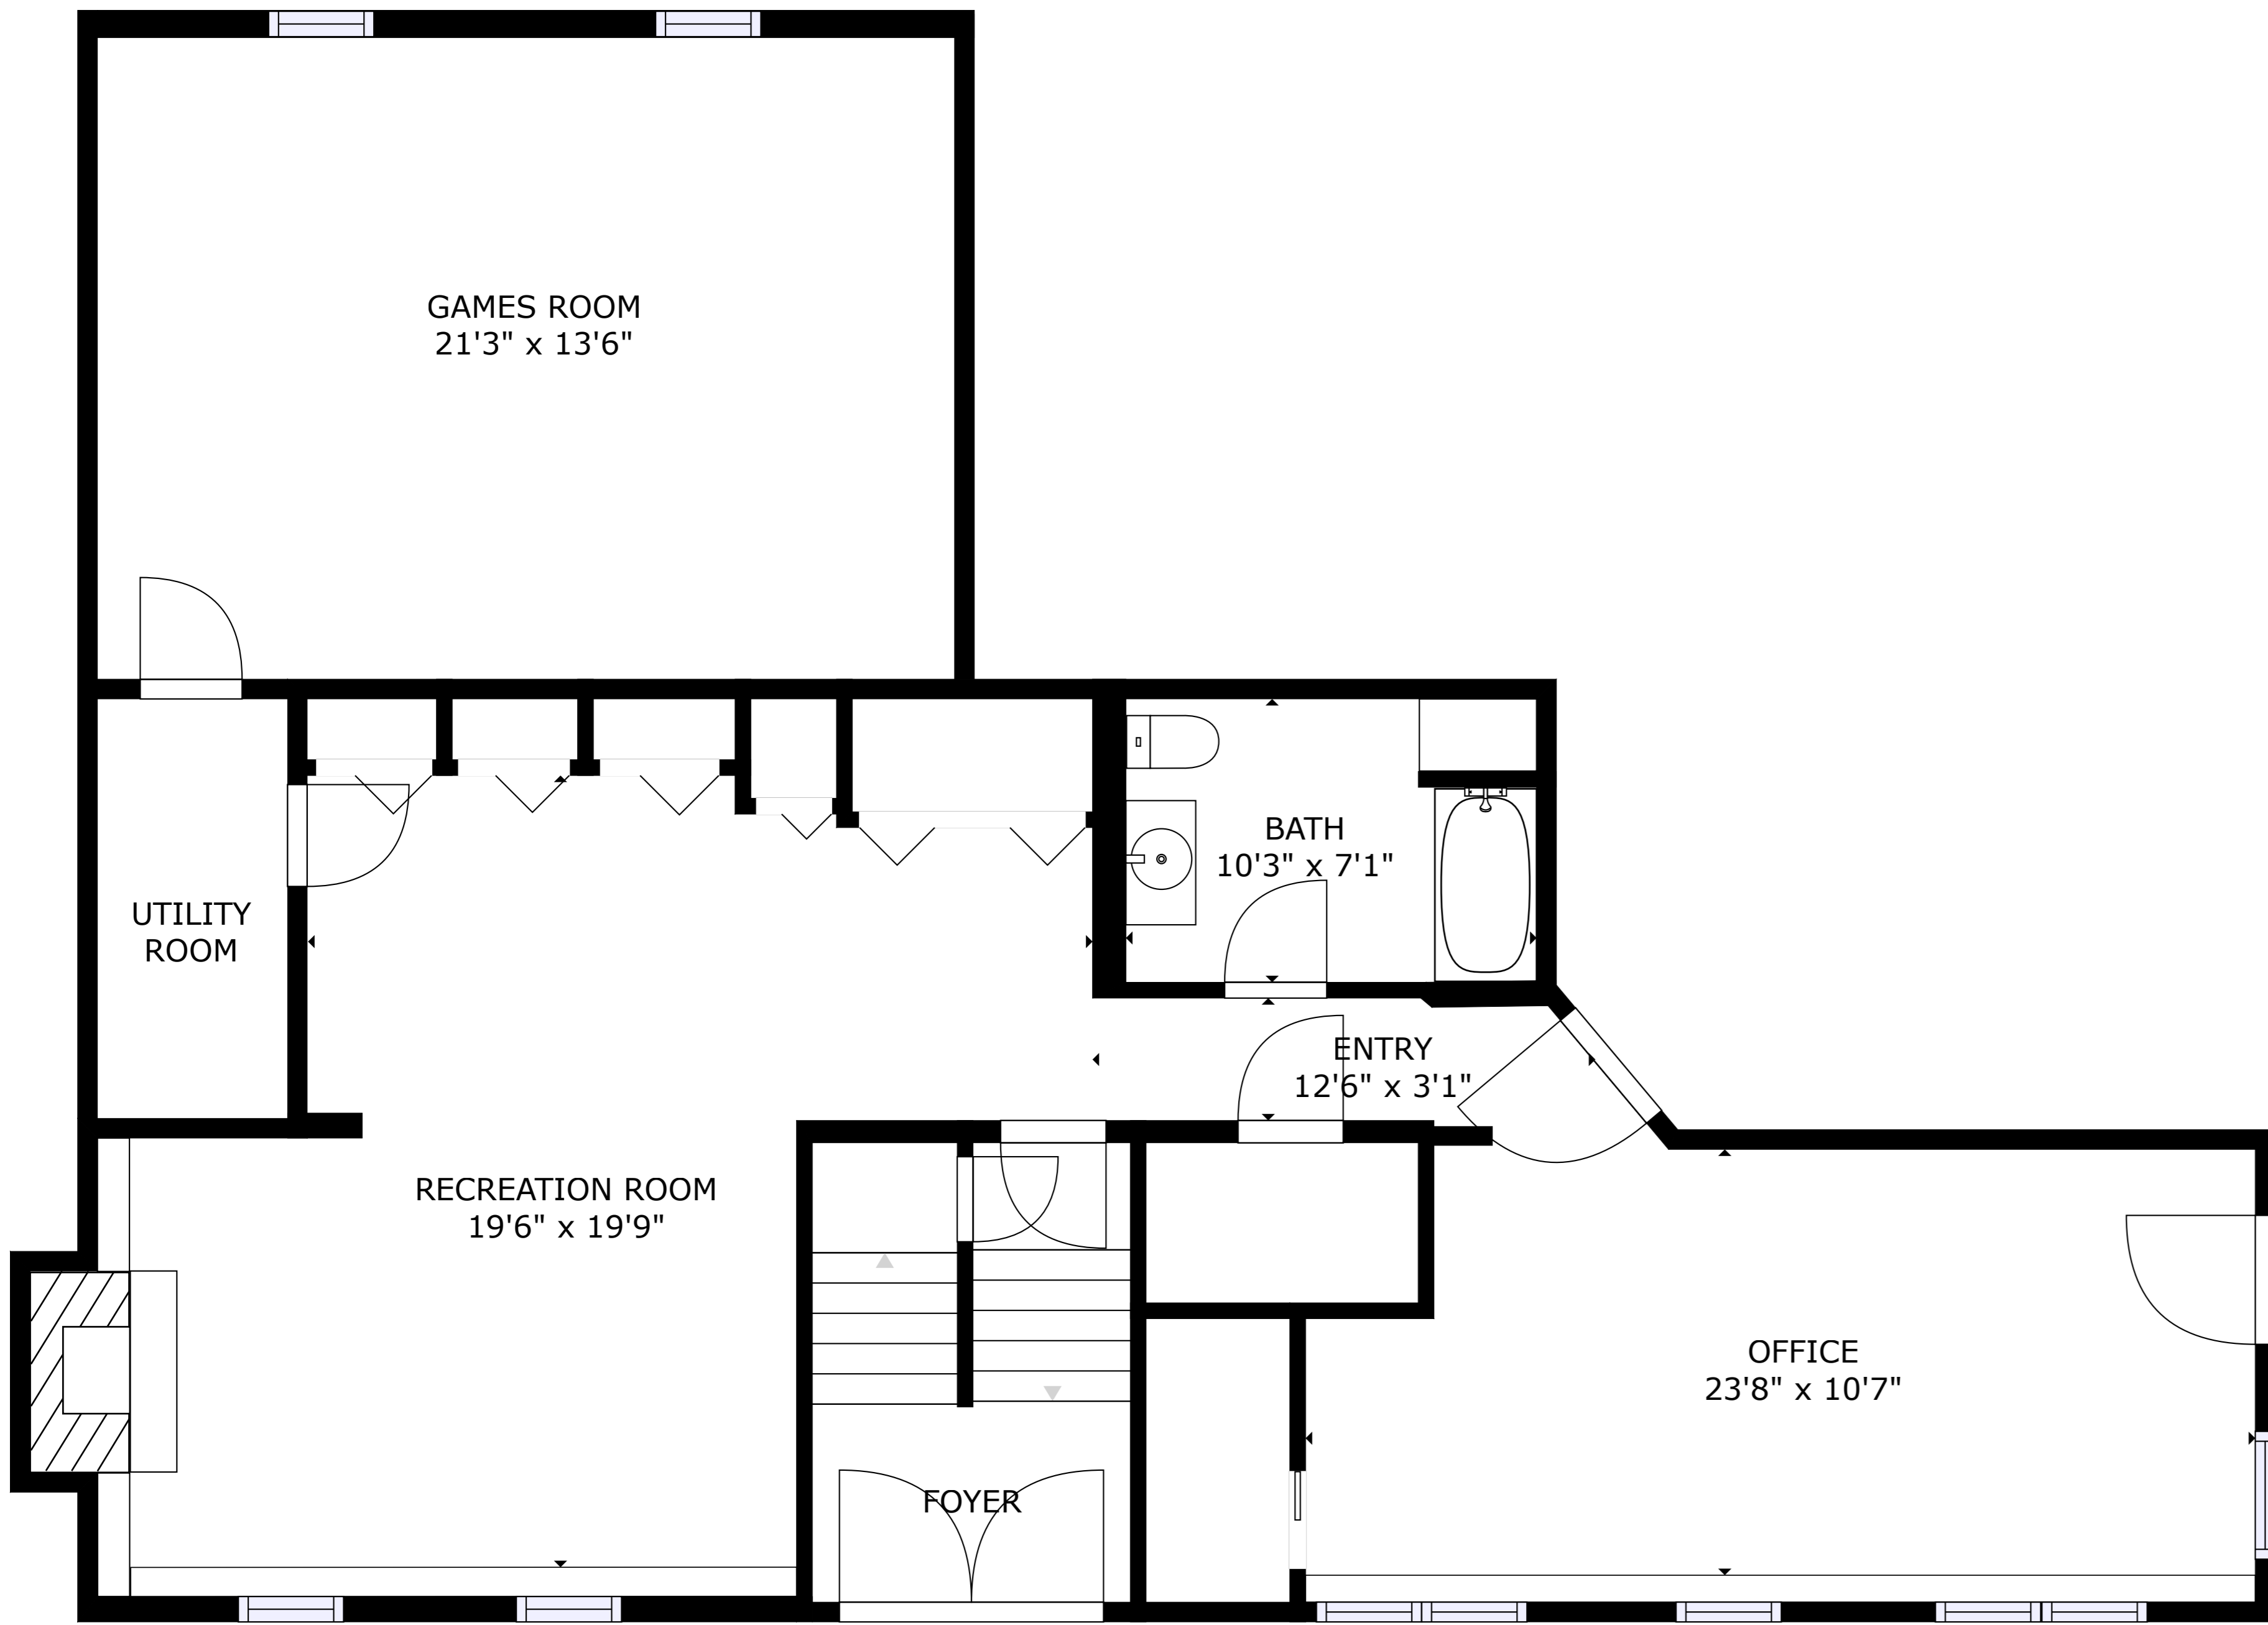 GAMES ROOM
21'3" x 13'6"
BATH
10'3" x 7'1"
UTILITY
ROOM
ENTRY
12'6" x 3'1"
RECREATION ROOM
19'6" x 19'9"
OFFICE
23'8" x 10'7"
FOYER